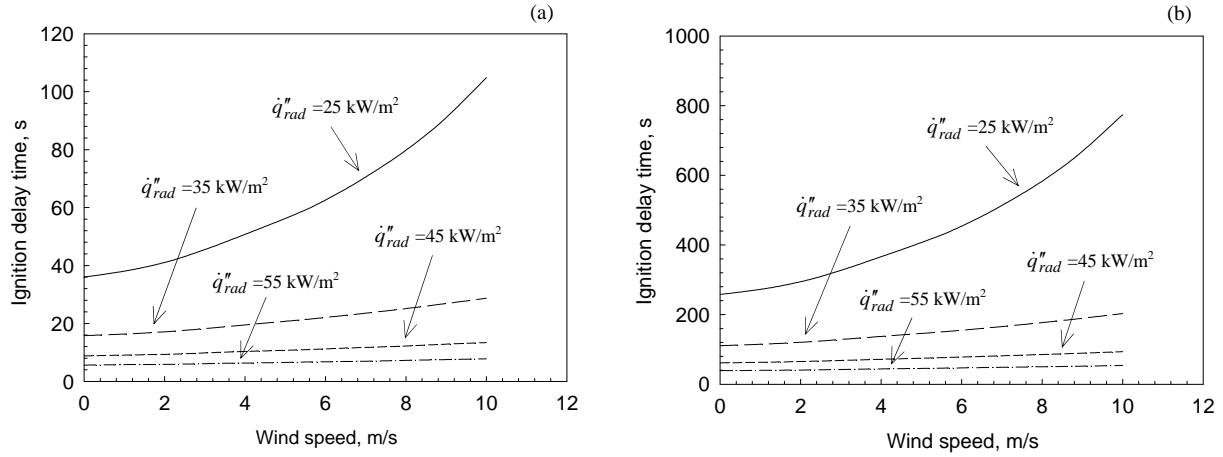 (a)
120
100
80
60
40
20
0
Ignition delay time, s
q̇″rad =25 kW/m²
q̇″rad =35 kW/m²
q̇″rad =45 kW/m²
q̇″rad =55 kW/m²
0 2 4 6 8 10 12
Wind speed, m/s
(b)
1000
800
600
400
200
0
Ignition delay time, s
q̇″rad =25 kW/m²
q̇″rad =35 kW/m²
q̇″rad =45 kW/m²
q̇″rad =55 kW/m²
0 2 4 6 8 10 12
Wind speed, m/s